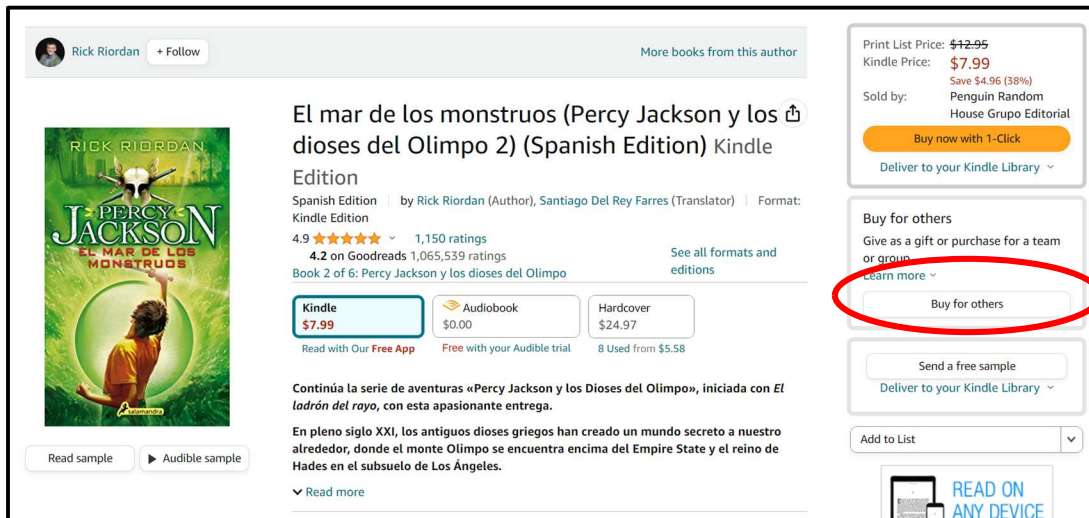 Rick Riordan
+ Follow
More books from this author
RICK RIORDAN
PERCY
JACKSON
EL MAR DE LOS
MONSTRUOS
salamandra
Read sample
Audible sample
El mar de los monstruos (Percy Jackson y los
dioses del Olimpo 2) (Spanish Edition) Kindle
Edition
Spanish Edition | by Rick Riordan (Author), Santiago Del Rey Farres (Translator) | Format:
Kindle Edition
4.9 1,150 ratings
4.2 on Goodreads 1,065,539 ratings
Book 2 of 6: Percy Jackson y los dioses del Olimpo
See all formats and
editions
Kindle
$7.99
Read with Our Free App
Audiobook
$0.00
Free with your Audible trial
Hardcover
$24.97
8 Used from $5.58
Continúa la serie de aventuras «Percy Jackson y los Dioses del Olimpo», iniciada con El
ladrón del rayo, con esta apasionante entrega.
En pleno siglo XXI, los antiguos dioses griegos han creado un mundo secreto a nuestro
alrededor, donde el monte Olimpo se encuentra encima del Empire State y el reino de
Hades en el subsuelo de Los Ángeles.
Read more
Print List Price: $12.95
Kindle Price: $7.99
Save $4.96 (38%)
Sold by: Penguin Random
House Grupo Editorial
Buy now with 1-Click
Deliver to your Kindle Library
Buy for others
Give as a gift or purchase for a team
or group.
Learn more
Buy for others
Send a free sample
Deliver to your Kindle Library
Add to List
READ ON
ANY DEVICE